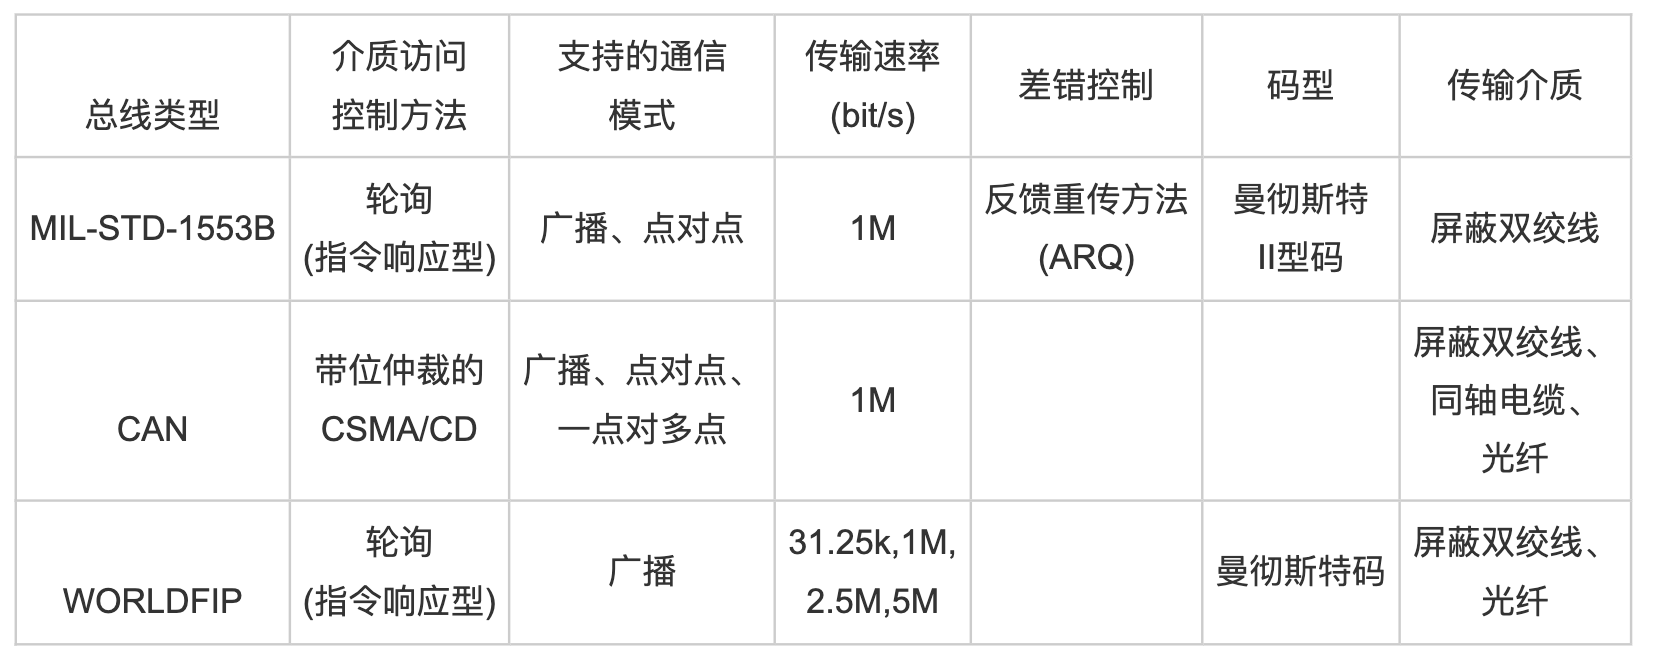 总线类型
介质访问
控制方法
支持的通信
模式
传输速率
(bit/s)
差错控制
码型
传输介质
MIL-STD-1553B
轮询
(指令响应型)
广播、点对点
1M
反馈重传方法
(ARQ)
曼彻斯特
II型码
屏蔽双绞线
CAN
带位仲裁的
CSMA/CD
广播、点对点、
一点对多点
1M
屏蔽双绞线、
同轴电缆、
光纤
WORLDFIP
轮询
(指令响应型)
广播
31.25k,1M,
2.5M,5M
曼彻斯特码
屏蔽双绞线、
光纤